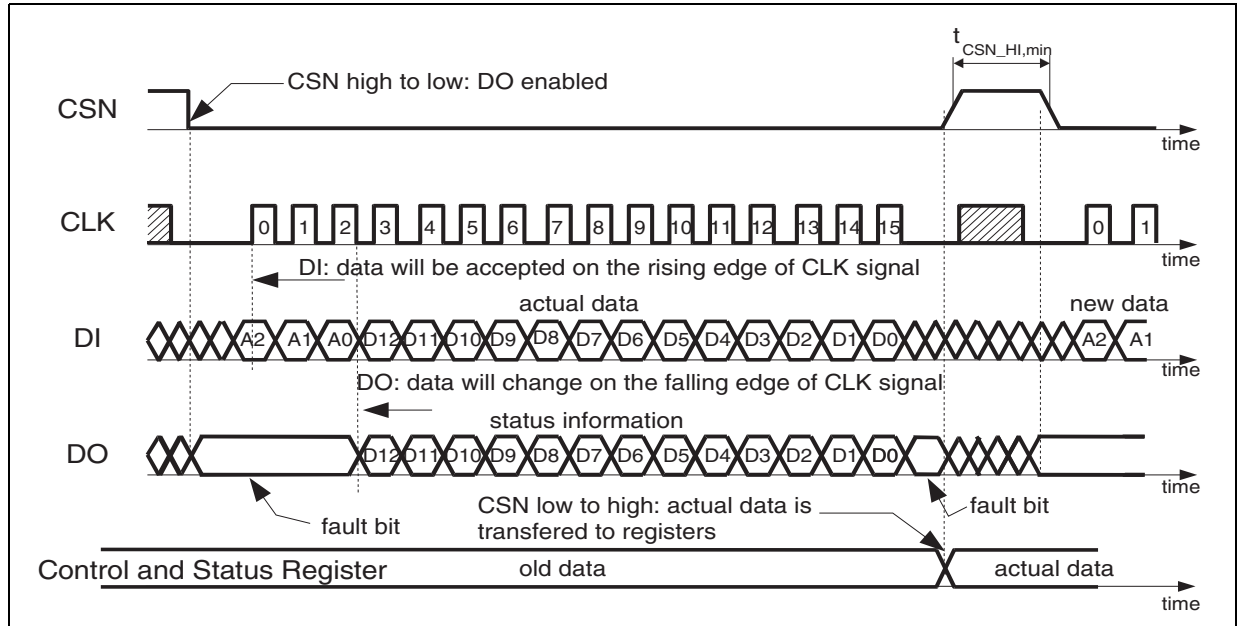 t CSN_HI,min
CSN high to low: DO enabled
CSN
time
CLK
0 1 2 3 4 5 6 7 8 9 10 11 12 13 14 15 0 1
time
DI: data will be accepted on the rising edge of CLK signal
actual data
new data
DI
A2 A1 A0 D12 D11 D10 D9 D8 D7 D6 D5 D4 D3 D2 D1 D0 A2 A1
time
DO: data will change on the falling edge of CLK signal
status information
DO
D12 D11 D10 D9 D8 D7 D6 D5 D4 D3 D2 D1 D0
time
fault bit
CSN low to high: actual data is
transfered to registers
fault bit
Control and Status Register
old data
actual data
time